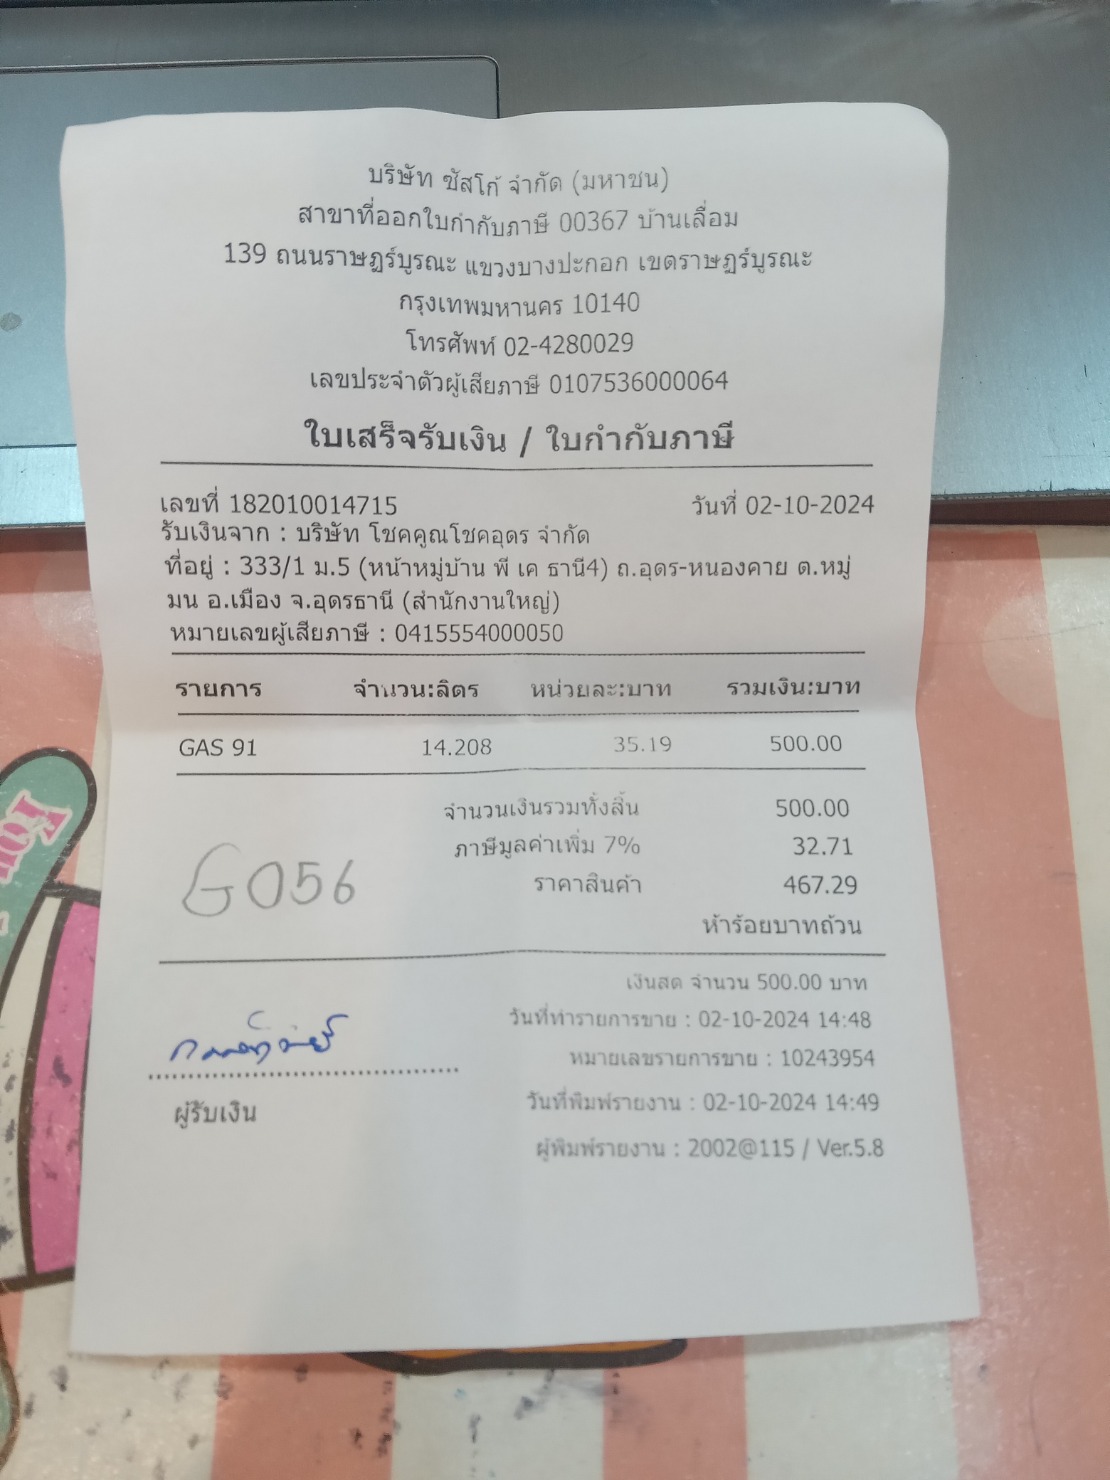 บริษัท ซัสโก้ จำกัด (มหาชน)
สาขาที่ออกใบกำกับภาษี 00367 บ้านเลื่อม
139 ถนนราษฎร์บูรณะ แขวงบางปะกอก เขตราษฎร์บูรณะ
กรุงเทพมหานคร 10140
โทรศัพท์ 02-4280029
เลขประจำตัวผู้เสียภาษี 0107536000064
ใบเสร็จรับเงิน / ใบกำกับภาษี
เลขที่ 182010014715 วันที่ 02-10-2024
รับเงินจาก : บริษัท โชคคูณโชคอุดร จำกัด
ที่อยู่ : 333/1 ม.5 (หน้าหมู่บ้าน พี เค ธานี4) ถ.อุดร-หนองคาย ต.หมู่
มน อ.เมือง จ.อุดรธานี (สำนักงานใหญ่)
หมายเลขผู้เสียภาษี : 0415554000050
รายการ จำนวน:ลิตร หน่วยละ:บาท รวมเงิน:บาท
GAS 91 14.208 35.19 500.00
จำนวนเงินรวมทั้งสิ้น 500.00
ภาษีมูลค่าเพิ่ม 7% 32.71
ราคาสินค้า 467.29
G056
ห้าร้อยบาทถ้วน
เงินสด จำนวน 500.00 บาท
วันที่ทำรายการขาย : 02-10-2024 14:48
หมายเลขรายการขาย : 10243954
วันที่พิมพ์รายงาน : 02-10-2024 14:49
ผู้รับเงิน
ผู้พิมพ์รายงาน : 2002@115 / Ver.5.8